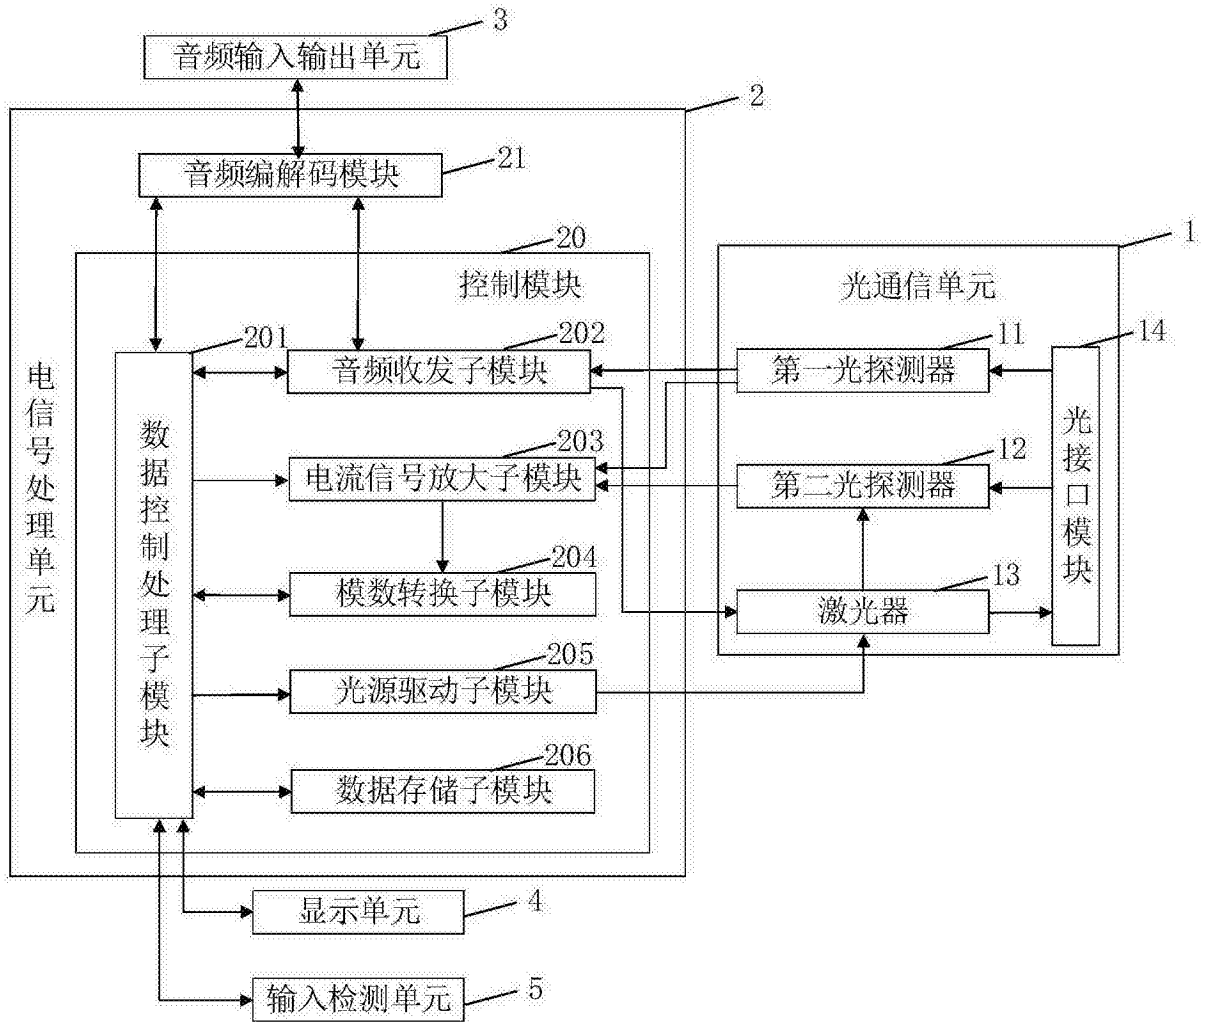 3
音频输入输出单元
2
21
音频编解码模块
20
控制模块
1
光通信单元
电信号处理单元
201
数据控制处理子模块
202
音频收发子模块
11
第一光探测器
14
光接口模块
203
电流信号放大子模块
12
第二光探测器
204
模数转换子模块
13
激光器
205
光源驱动子模块
206
数据存储子模块
显示单元
4
输入检测单元
5